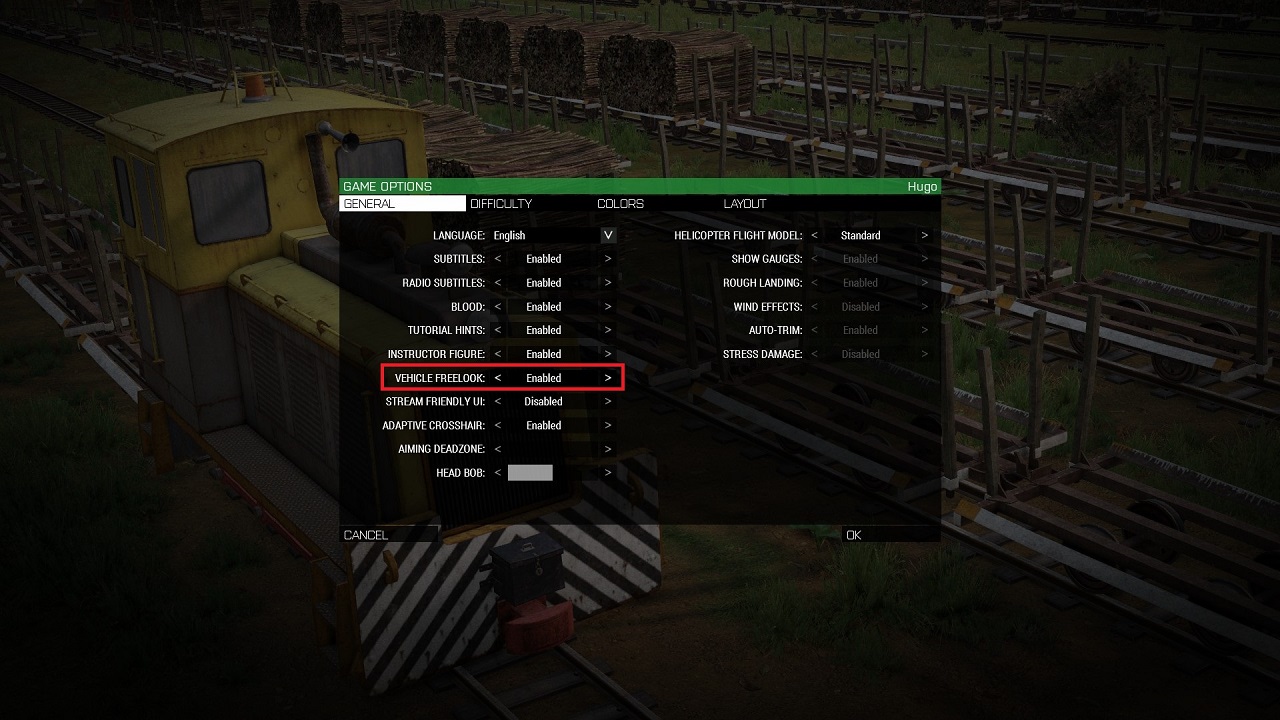 GAME OPTIONS Hugo
GENERAL DIFFICULTY COLORS LAYOUT
LANGUAGE: English V
SUBTITLES: < Enabled >
RADIO SUBTITLES: < Enabled >
BLOOD: < Enabled >
TUTORIAL HINTS: < Enabled >
INSTRUCTOR FIGURE: < Enabled >
VEHICLE FREELOOK: < Enabled >
STREAM FRIENDLY UI: < Disabled >
ADAPTIVE CROSSHAIR: < Enabled >
AIMING DEADZONE: < >
HEAD BOB: < >
HELICOPTER FLIGHT MODEL: < Standard >
SHOW GAUGES: < Enabled >
ROUGH LANDING: < Enabled >
WIND EFFECTS: < Disabled >
AUTO-TRIM: < Enabled >
STRESS DAMAGE: < Disabled >
CANCEL OK